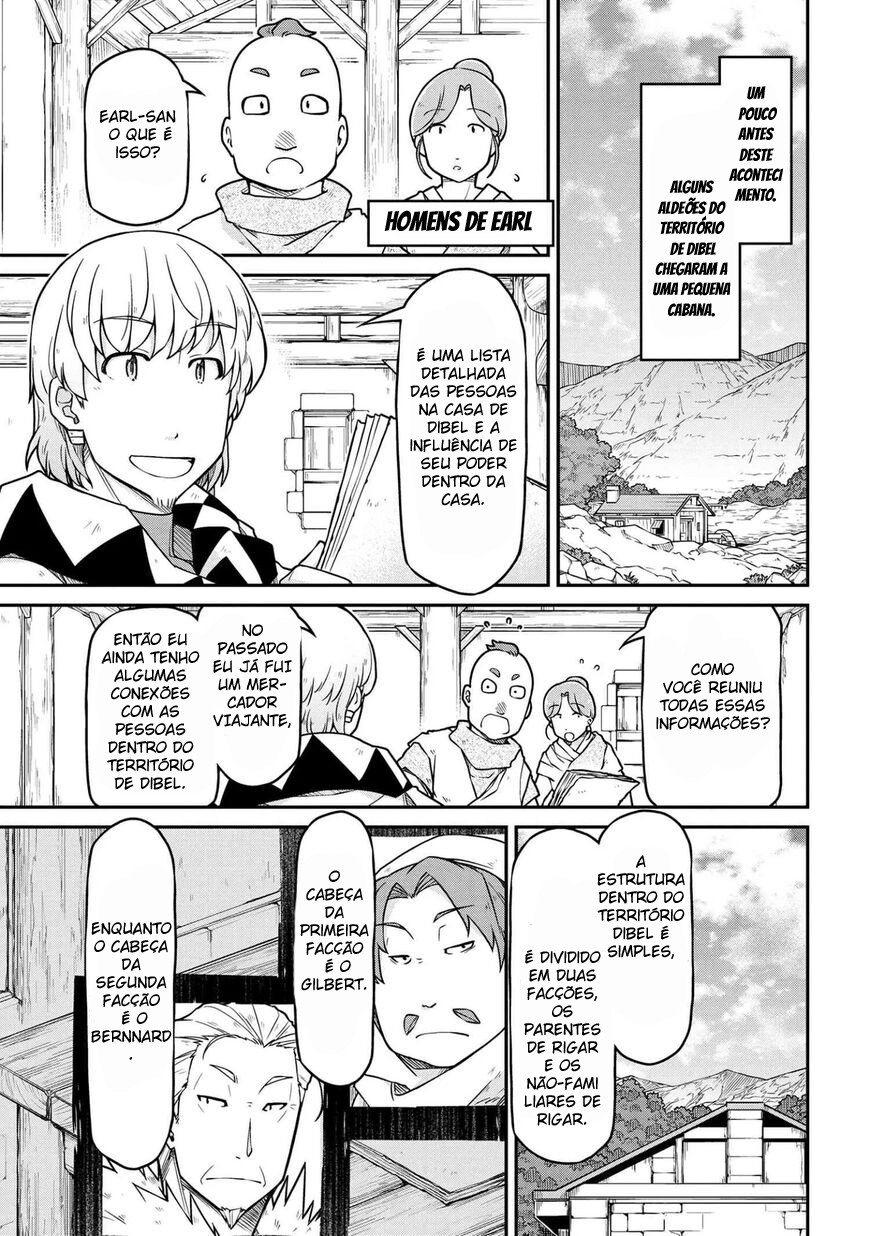 UM
POUCO
ANTES
DESTE
ACONTECI
MENTO.
ALGUNS
ALDEÕES DO
TERRITÓRIO
DE DIBEL
CHEGARAM A
UMA PEQUENA
CABANA.
EARL-SAN
O QUE É
ISSO?
HOMENS DE EARL
É UMA LISTA
DETALHADA
DAS PESSOAS
NA CASA DE
DIBEL E A
INFLUÊNCIA DE
SEU PODER
DENTRO DA
CASA.
COMO
VOCÊ REUNIU
TODAS ESSAS
INFORMAÇÕES?
NO
PASSADO
EU JÁ FUI
UM MER-
CADOR
VIAJANTE,
ENTÃO EU
AINDA TENHO
ALGUMAS
CONEXÕES
COM AS
PESSOAS
DENTRO DO
TERRITÓRIO
DE DIBEL.
A
ESTRUTURA
DENTRO DO
TERRITÓRIO
DIBEL É
SIMPLES,
É DIVIDIDO
EM DUAS
FACÇÕES,
OS
PARENTES
DE RIGAR
E OS
NÃO-FAMI
LIARES DE
RIGAR.
O
CABEÇA
DA
PRIMEIRA
FACÇÃO
É O
GILBERT.
ENQUANTO
O CABEÇA
DA
SEGUNDA
FACÇÃO
É O
BERNNARD
.